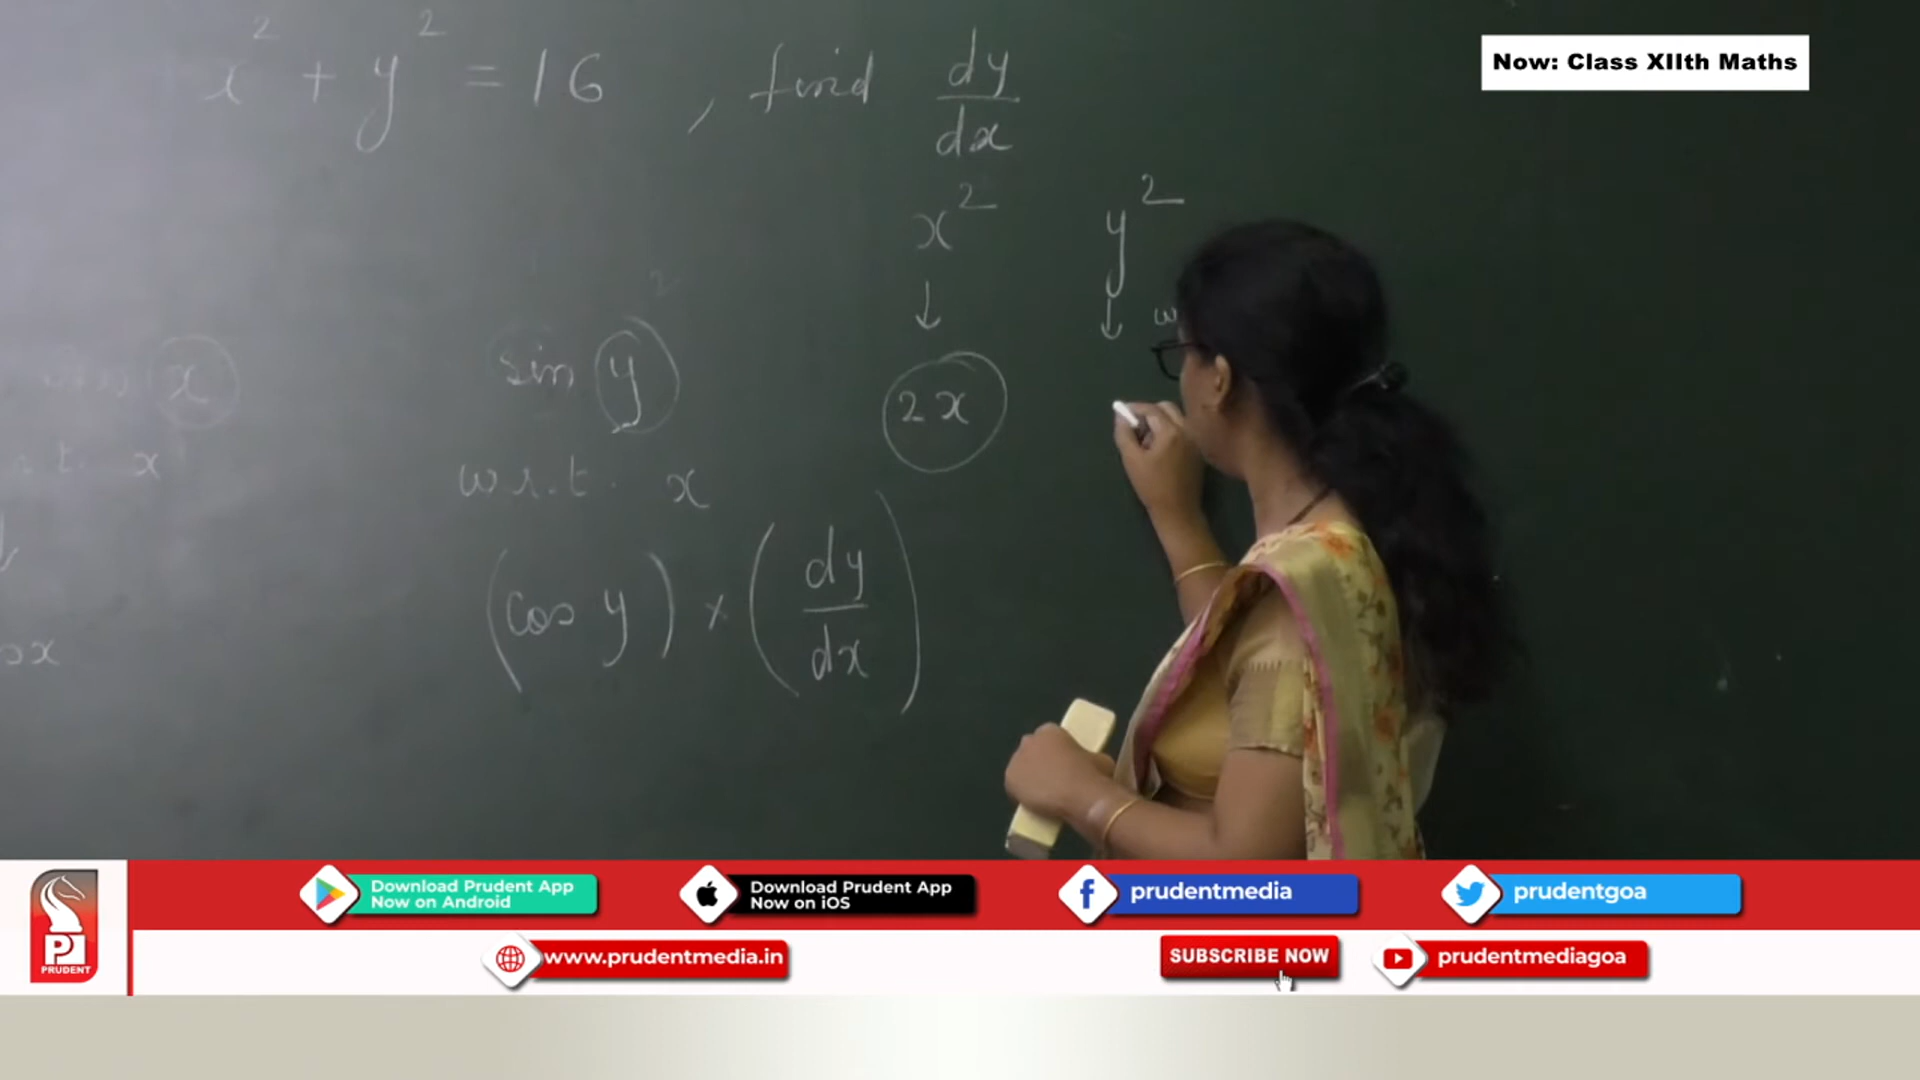 Now: Class XIIth Maths
x² + y² = 16 , find dy/dx
x² y²
↓ ↓ w
x sin y 2x
t. x w.r.t. x
(cos y) × (dy/dx)
x
Download Prudent App
Now on Android
Download Prudent App
Now on iOS
prudentmedia
prudentgoa
PRUDENT
www.prudentmedia.in
SUBSCRIBE NOW
prudentmediagoa